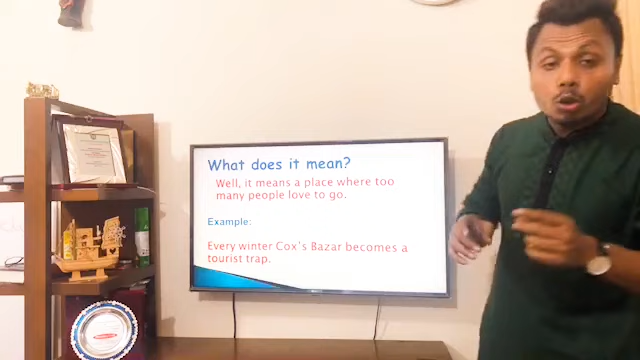 What does it mean?
Well, it means a place where too
many people love to go.
Example:
Every winter Cox's Bazar becomes a
tourist trap.